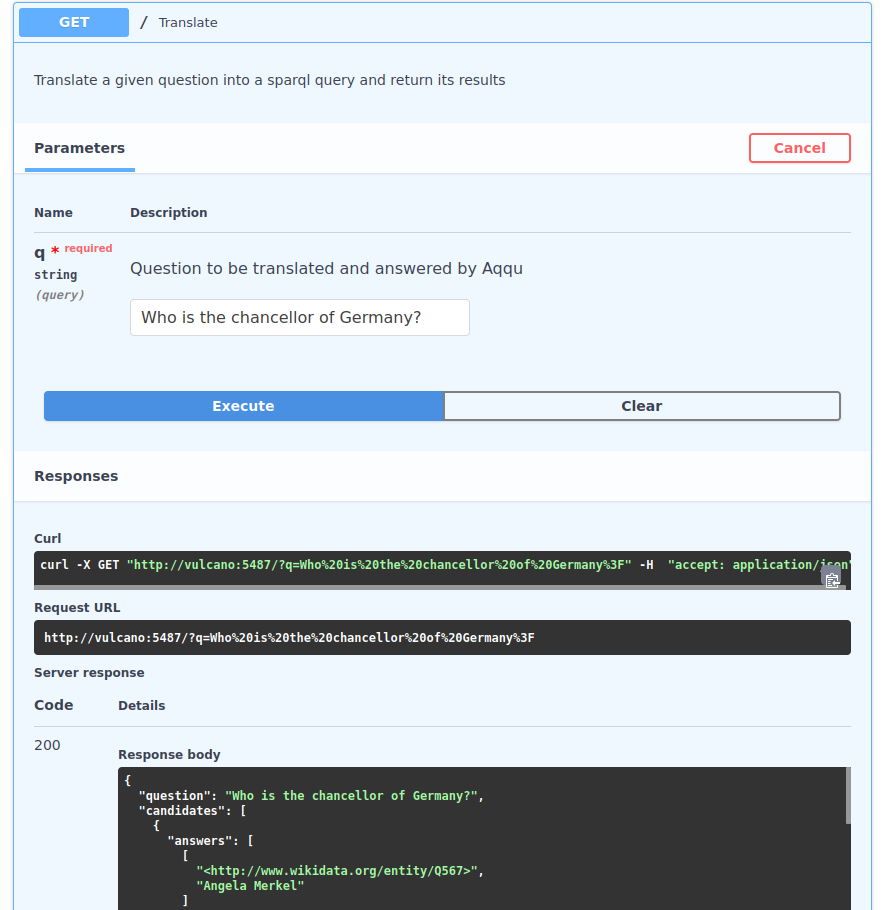 GET / Translate
Translate a given question into a sparql query and return its results
Parameters Cancel
Name Description
q * required
string
(query)
Question to be translated and answered by Aqqu
Who is the chancellor of Germany?
Execute Clear
Responses
Curl
curl -X GET "http://vulcano:5487/?q=Who%20is%20the%20chancellor%20of%20Germany%3F" -H  "accept: application/json"
Request URL
http://vulcano:5487/?q=Who%20is%20the%20chancellor%20of%20Germany%3F
Server response
Code Details
200
Response body
{
  "question": "Who is the chancellor of Germany?",
  "candidates": [
    {
      "answers": [
        [
          "<http://www.wikidata.org/entity/Q567>",
          "Angela Merkel"
        ]